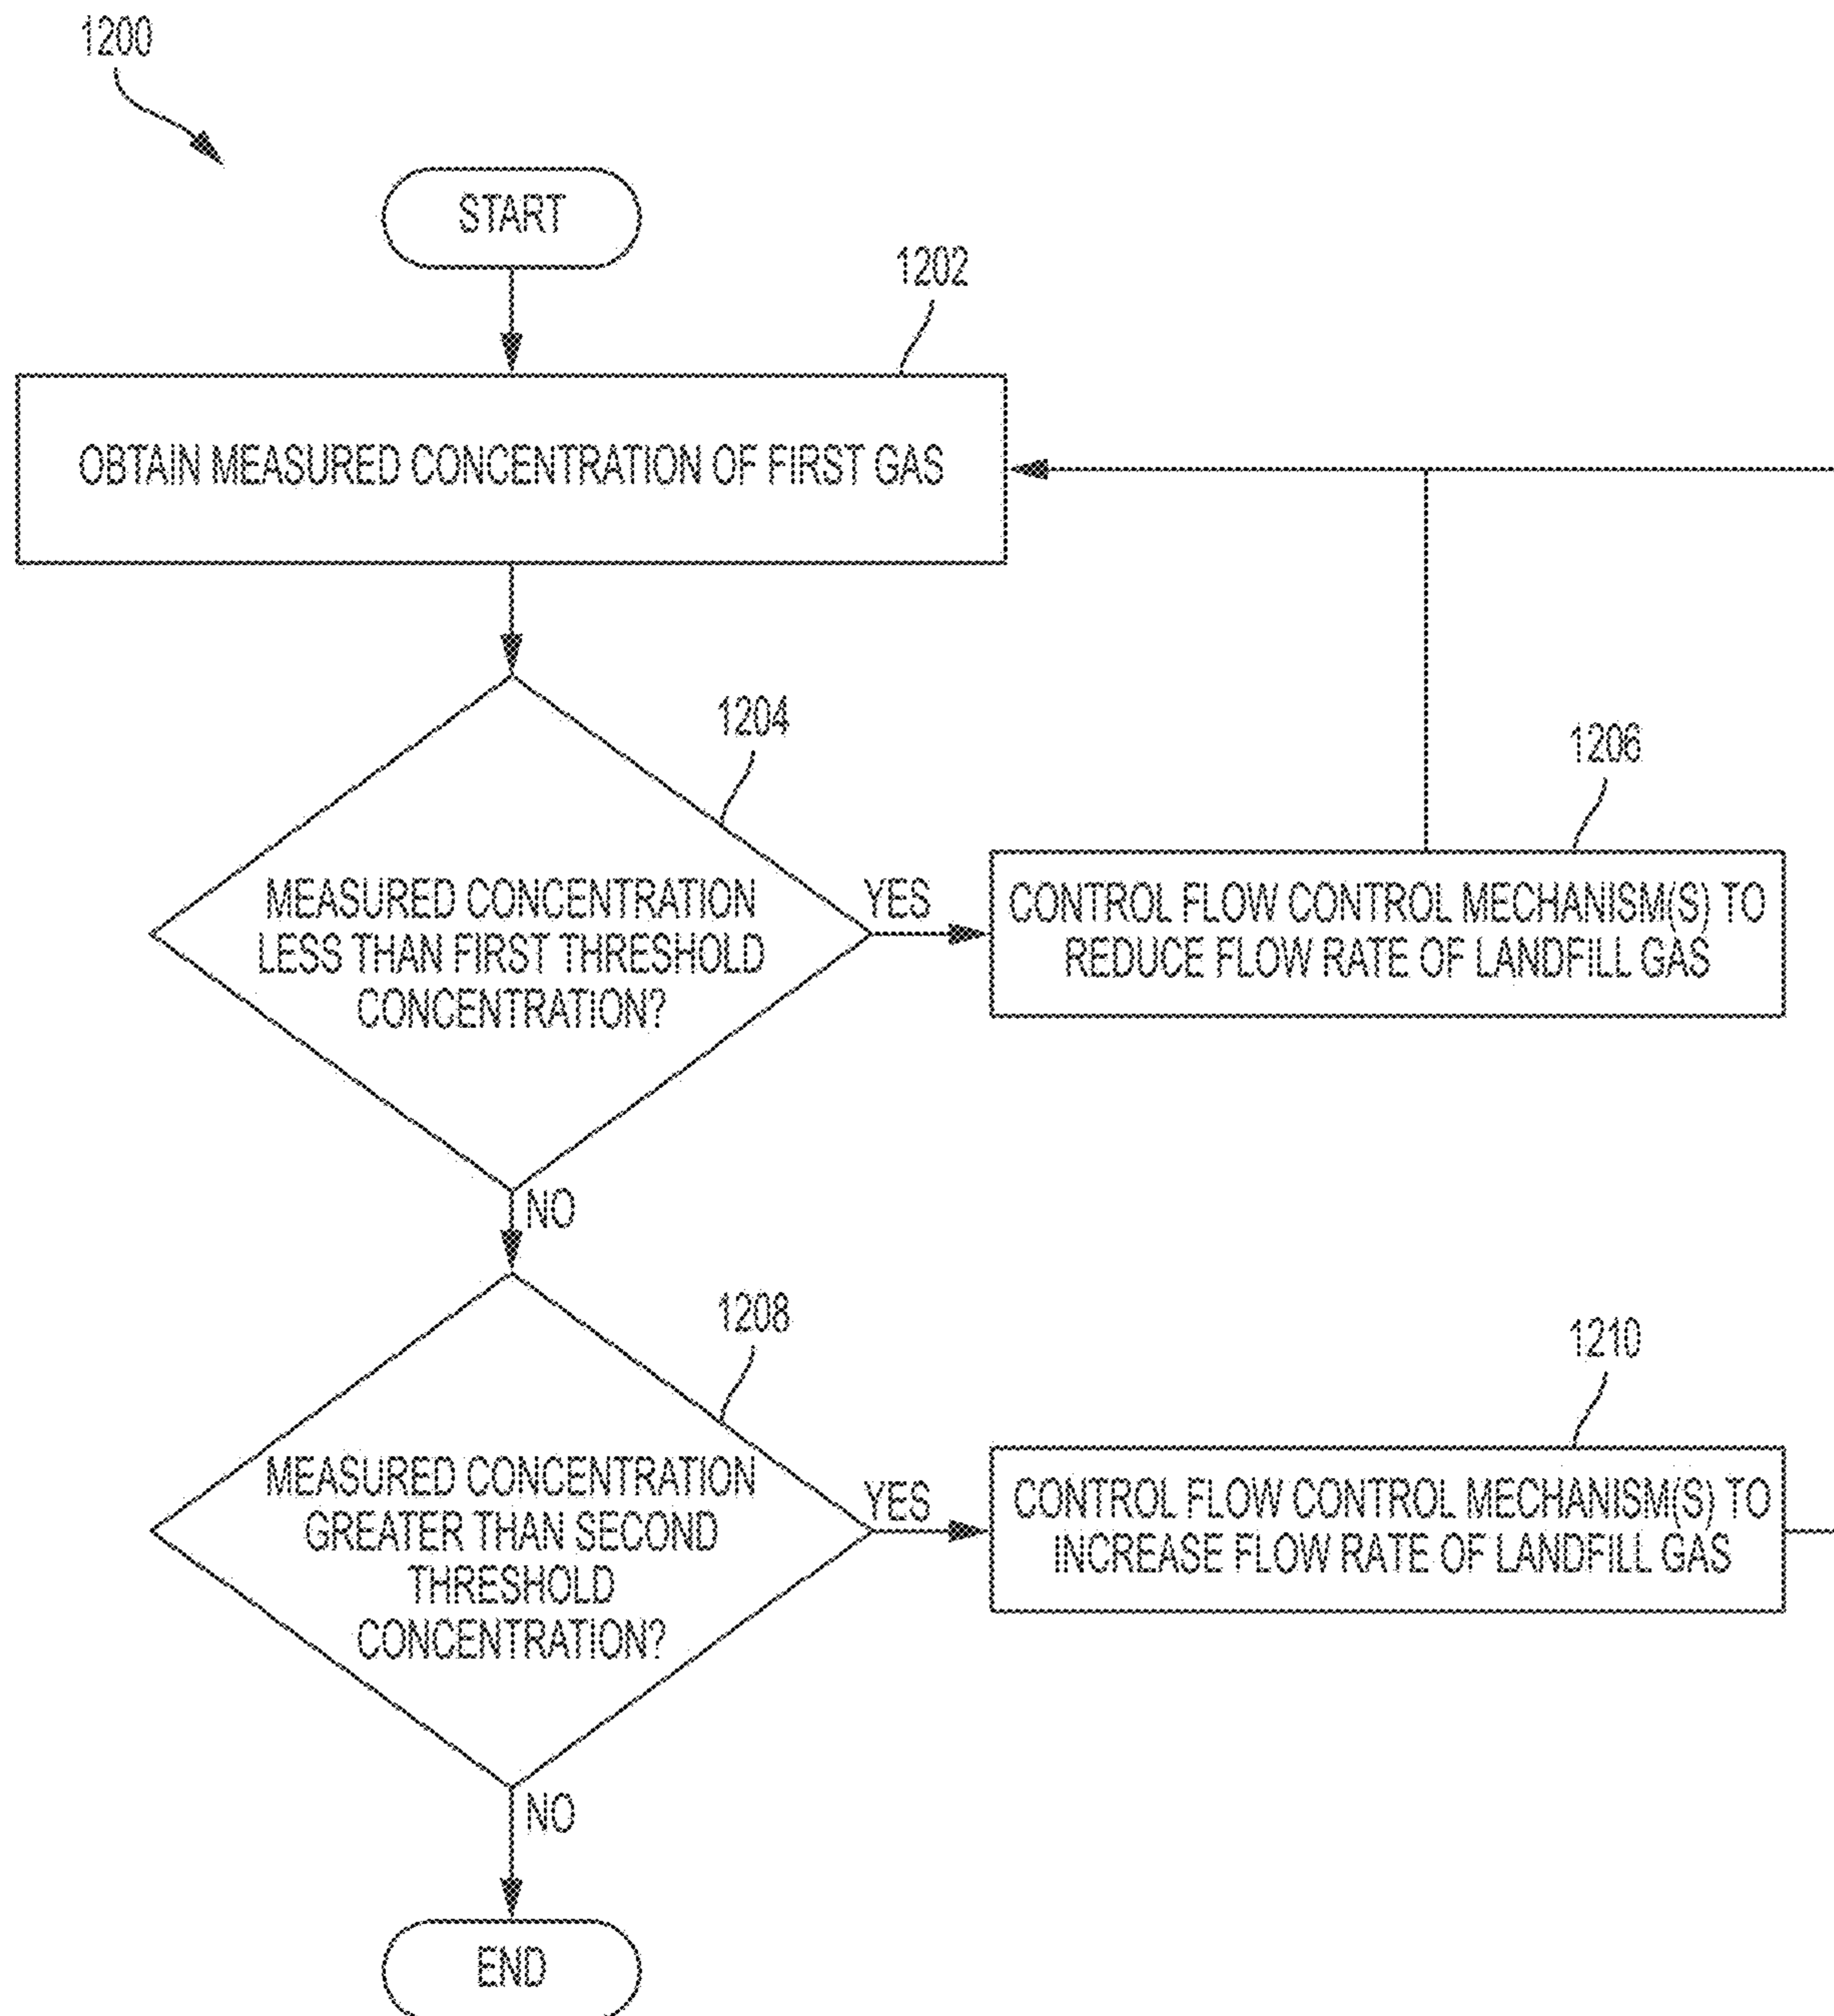 1200
START
1202
OBTAIN MEASURED CONCENTRATION OF FIRST GAS
1204
MEASURED CONCENTRATION
LESS THAN FIRST THRESHOLD
CONCENTRATION?
YES
1206
CONTROL FLOW CONTROL MECHANISM(S) TO
REDUCE FLOW RATE OF LANDFILL GAS
NO
1208
MEASURED CONCENTRATION
GREATER THAN SECOND
THRESHOLD
CONCENTRATION?
YES
1210
CONTROL FLOW CONTROL MECHANISM(S) TO
INCREASE FLOW RATE OF LANDFILL GAS
NO
END